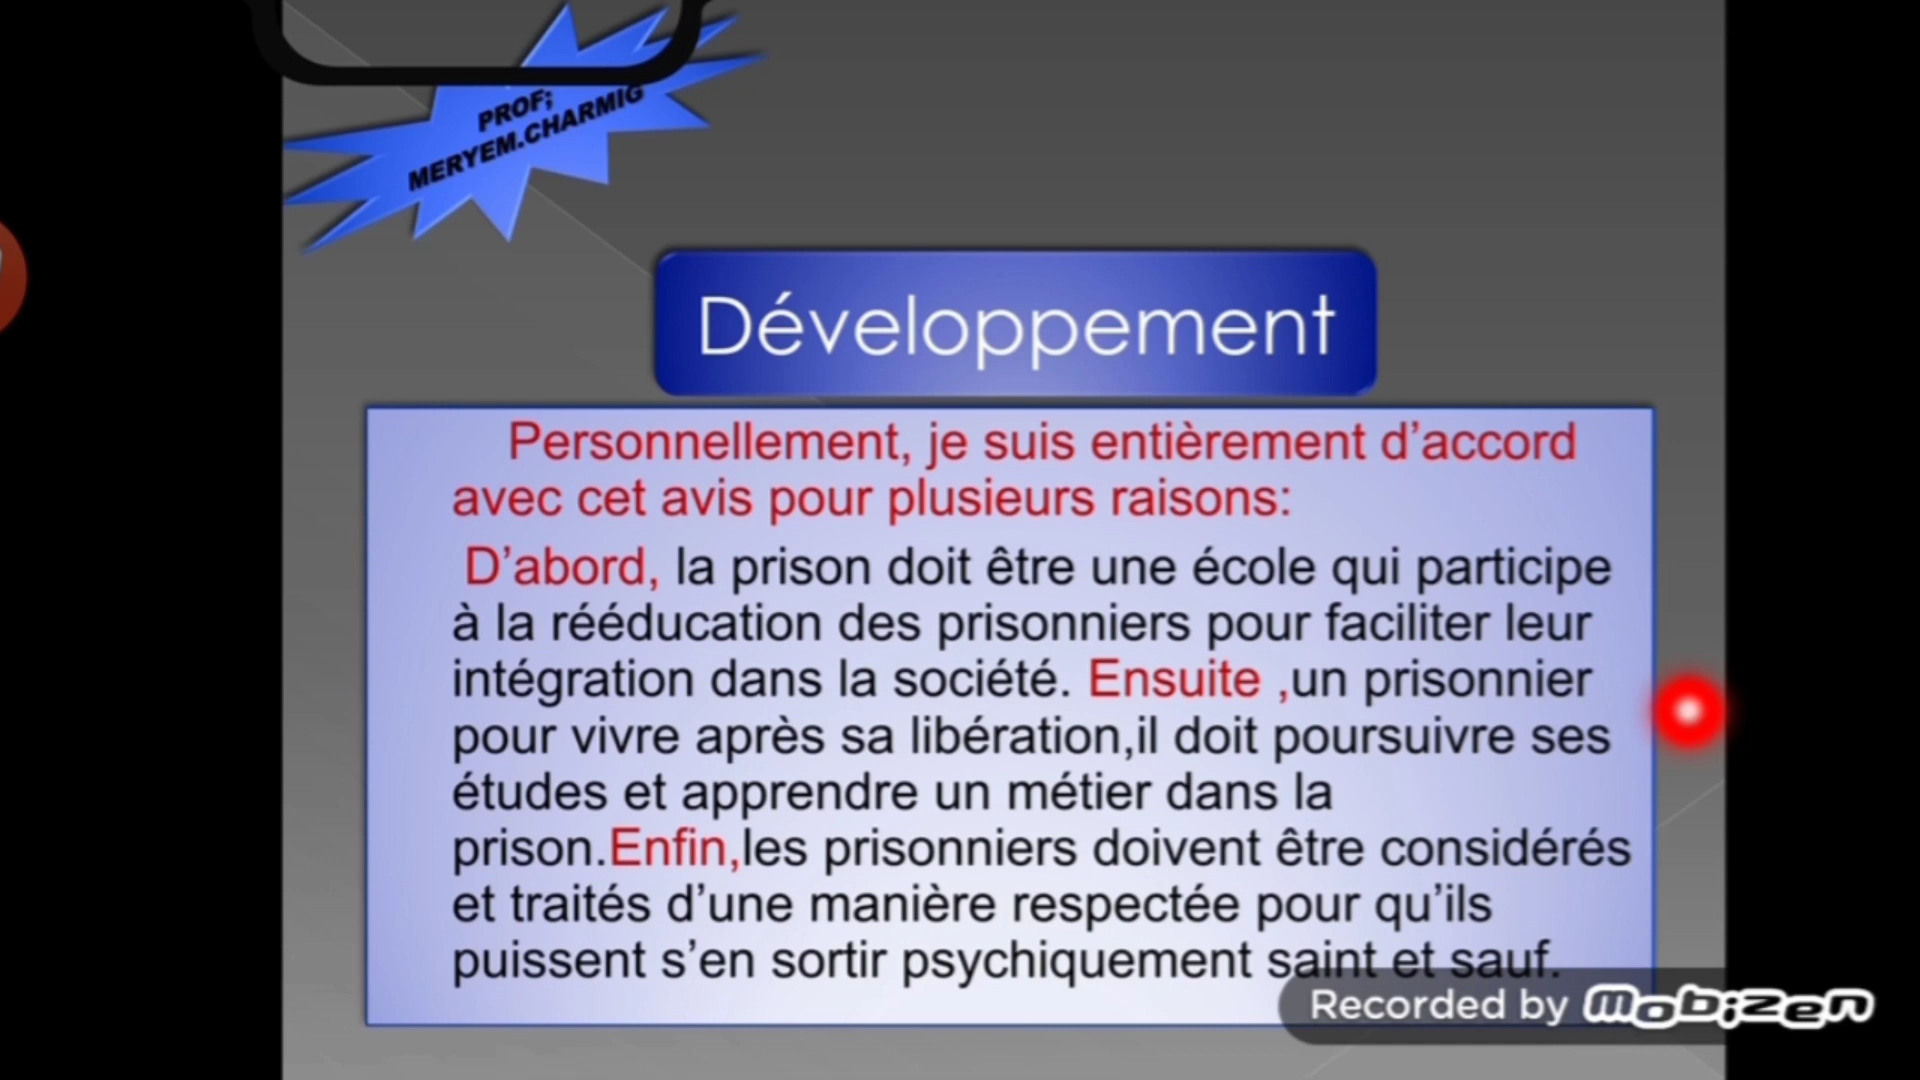 PROF;
MERYEM.CHARMIG
Développement
Personnellement, je suis entièrement d'accord
avec cet avis pour plusieurs raisons:
D'abord, la prison doit être une école qui participe
à la rééducation des prisonniers pour faciliter leur
intégration dans la société. Ensuite ,un prisonnier
pour vivre après sa libération,il doit poursuivre ses
études et apprendre un métier dans la
prison.Enfin,les prisonniers doivent être considérés
et traités d'une manière respectée pour qu'ils
puissent s'en sortir psychiquement saint et sauf.
Recorded by mobizen